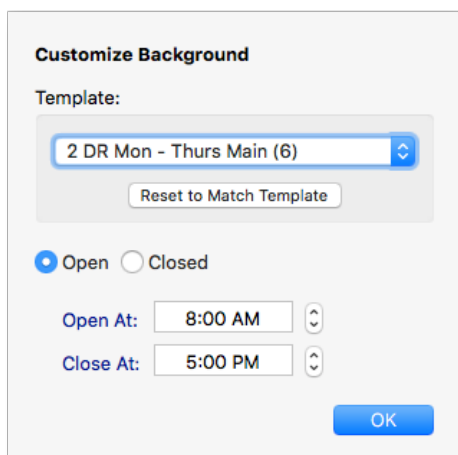 Customize Background
Template:
2 DR Mon - Thurs Main (6)
Reset to Match Template
Open Closed
Open At: 8:00 AM
Close At: 5:00 PM
OK